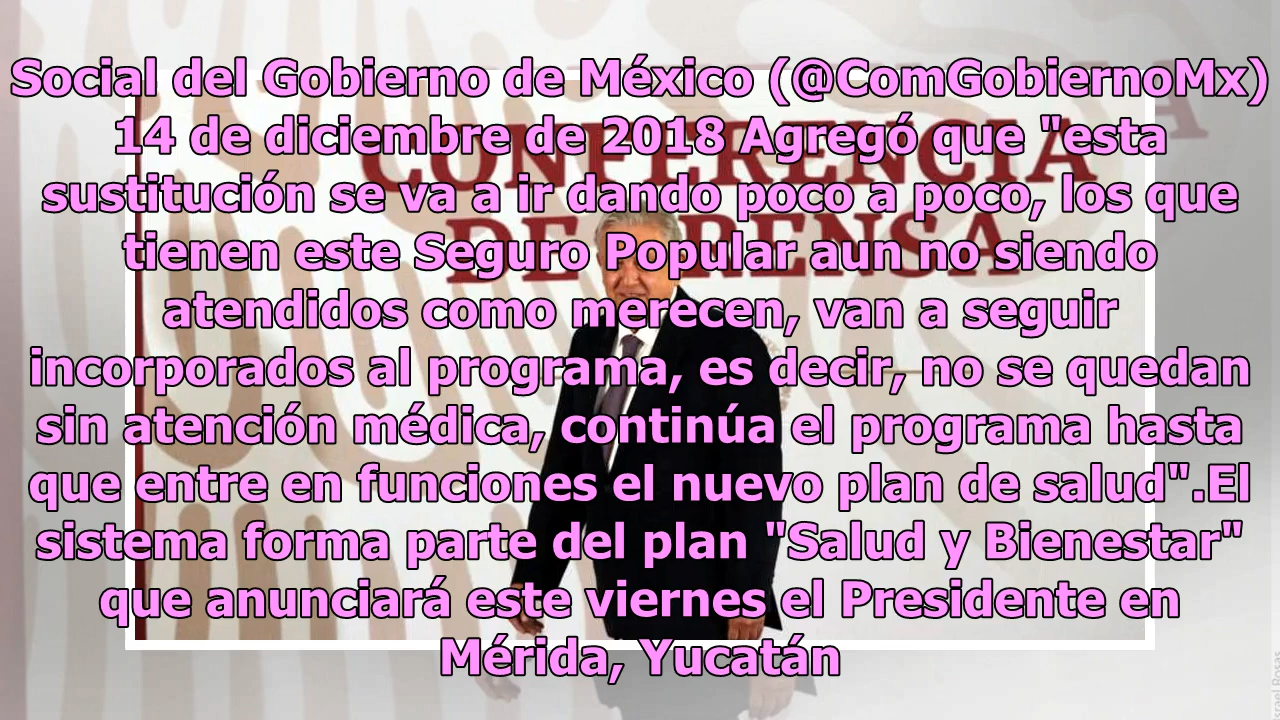 Social del Gobierno de México (@ComGobiernoMx)
14 de diciembre de 2018 Agregó que "esta
sustitución se va a ir dando poco a poco, los que
tienen este Seguro Popular aun no siendo
atendidos como merecen, van a seguir
incorporados al programa, es decir, no se quedan
sin atención médica, continúa el programa hasta
que entre en funciones el nuevo plan de salud".El
sistema forma parte del plan "Salud y Bienestar"
que anunciará este viernes el Presidente en
Mérida, Yucatán
CONFERENCIA
DE PRENSA
Rosas